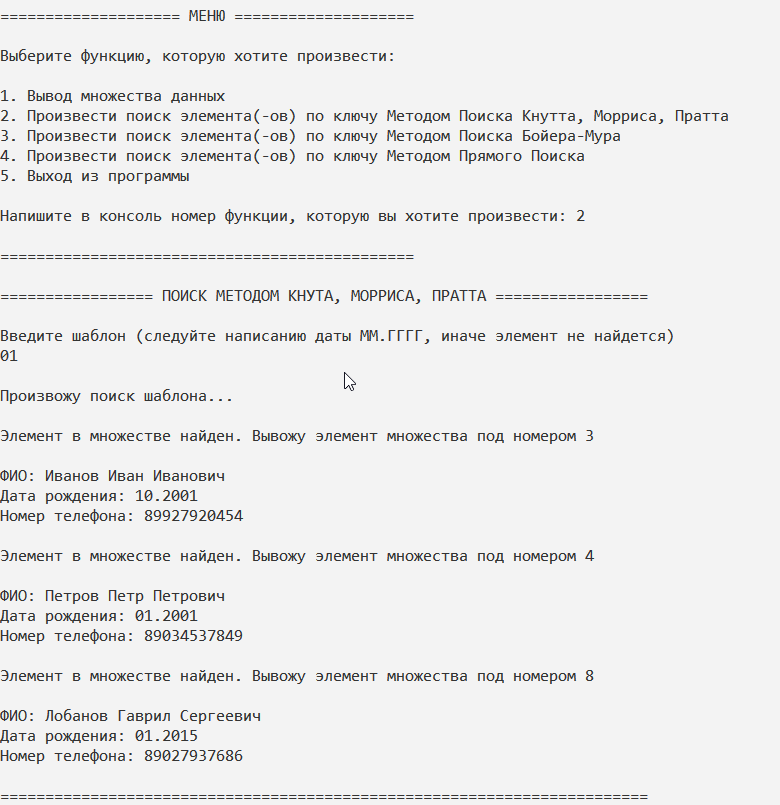 ==================== МЕНЮ ====================
Выберите функцию, которую хотите произвести:
1. Вывод множества данных
2. Произвести поиск элемента(-ов) по ключу Методом Поиска Кнутта, Морриса, Пратта
3. Произвести поиск элемента(-ов) по ключу Методом Поиска Бойера-Мура
4. Произвести поиск элемента(-ов) по ключу Методом Прямого Поиска
5. Выход из программы
Напишите в консоль номер функции, которую вы хотите произвести: 2
==============================================
================= ПОИСК МЕТОДОМ КНУТА, МОРРИСА, ПРАТТА =================
Введите шаблон (следуйте написанию даты ММ.ГГГГ, иначе элемент не найдется)
01
Произвожу поиск шаблона...
Элемент в множестве найден. Вывожу элемент множества под номером 3
ФИО: Иванов Иван Иванович
Дата рождения: 10.2001
Номер телефона: 89927920454
Элемент в множестве найден. Вывожу элемент множества под номером 4
ФИО: Петров Петр Петрович
Дата рождения: 01.2001
Номер телефона: 89034537849
Элемент в множестве найден. Вывожу элемент множества под номером 8
ФИО: Лобанов Гаврил Сергеевич
Дата рождения: 01.2015
Номер телефона: 89027937686
========================================================================